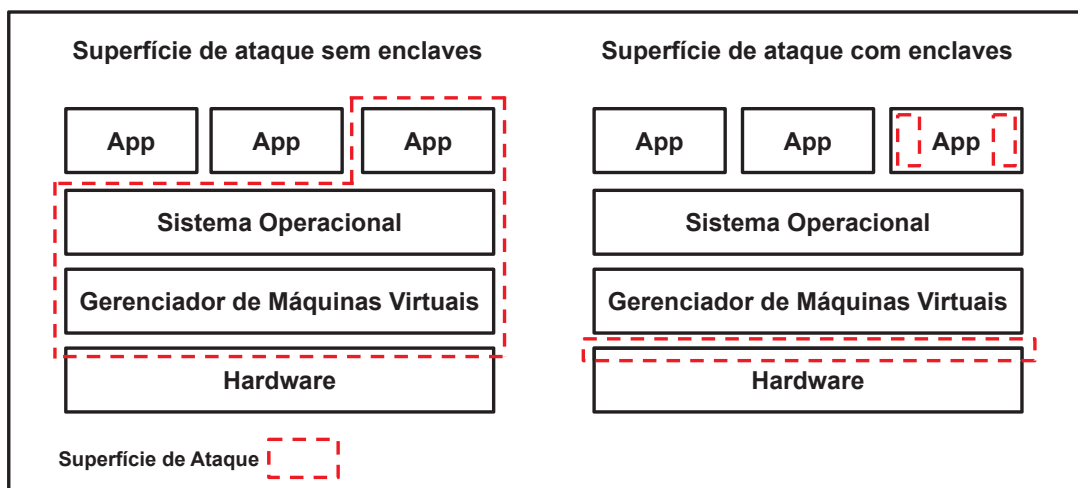 Superfície de ataque sem enclaves
App
App
App
Sistema Operacional
Gerenciador de Máquinas Virtuais
Hardware
Superfície de Ataque
Superfície de ataque com enclaves
App
App
App
Sistema Operacional
Gerenciador de Máquinas Virtuais
Hardware